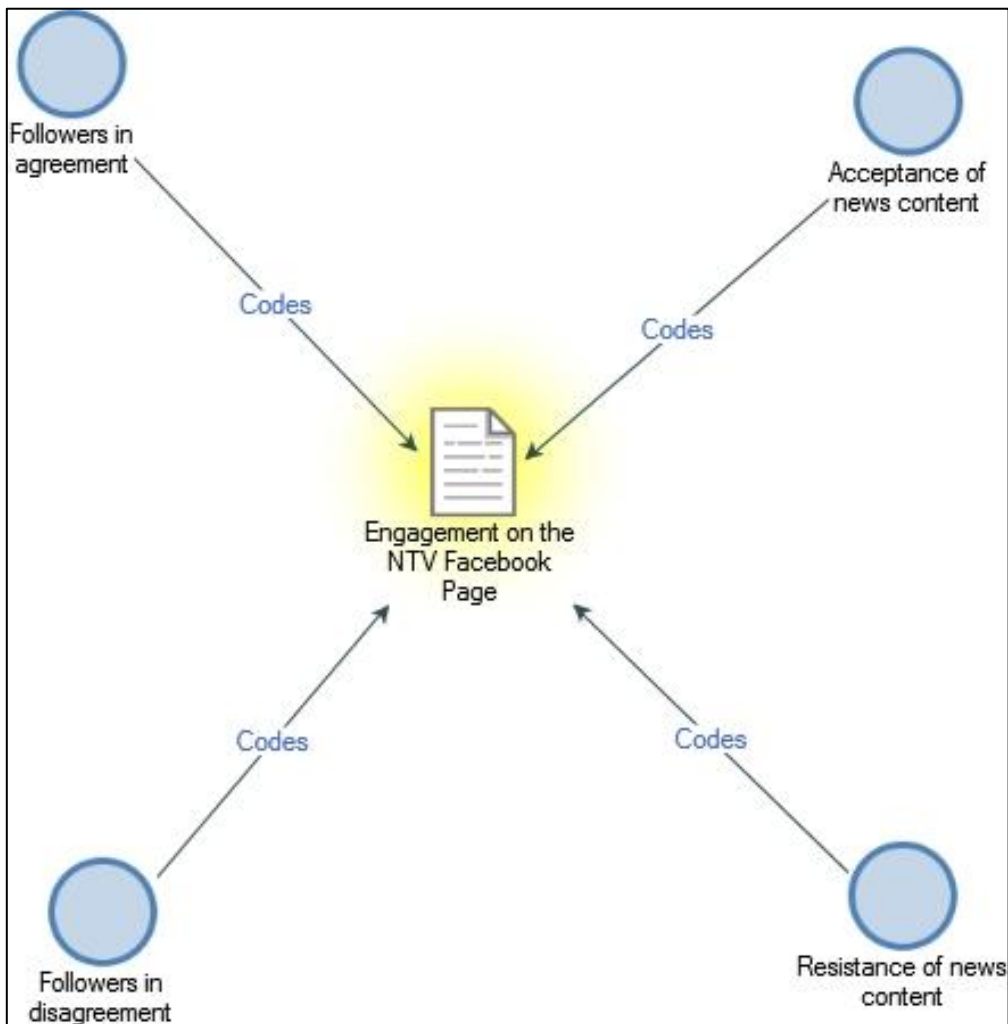 Followers in
agreement
Acceptance of
news content
Codes
Codes
Engagement on the
NTV Facebook
Page
Codes
Codes
Followers in
disagreement
Resistance of news
content